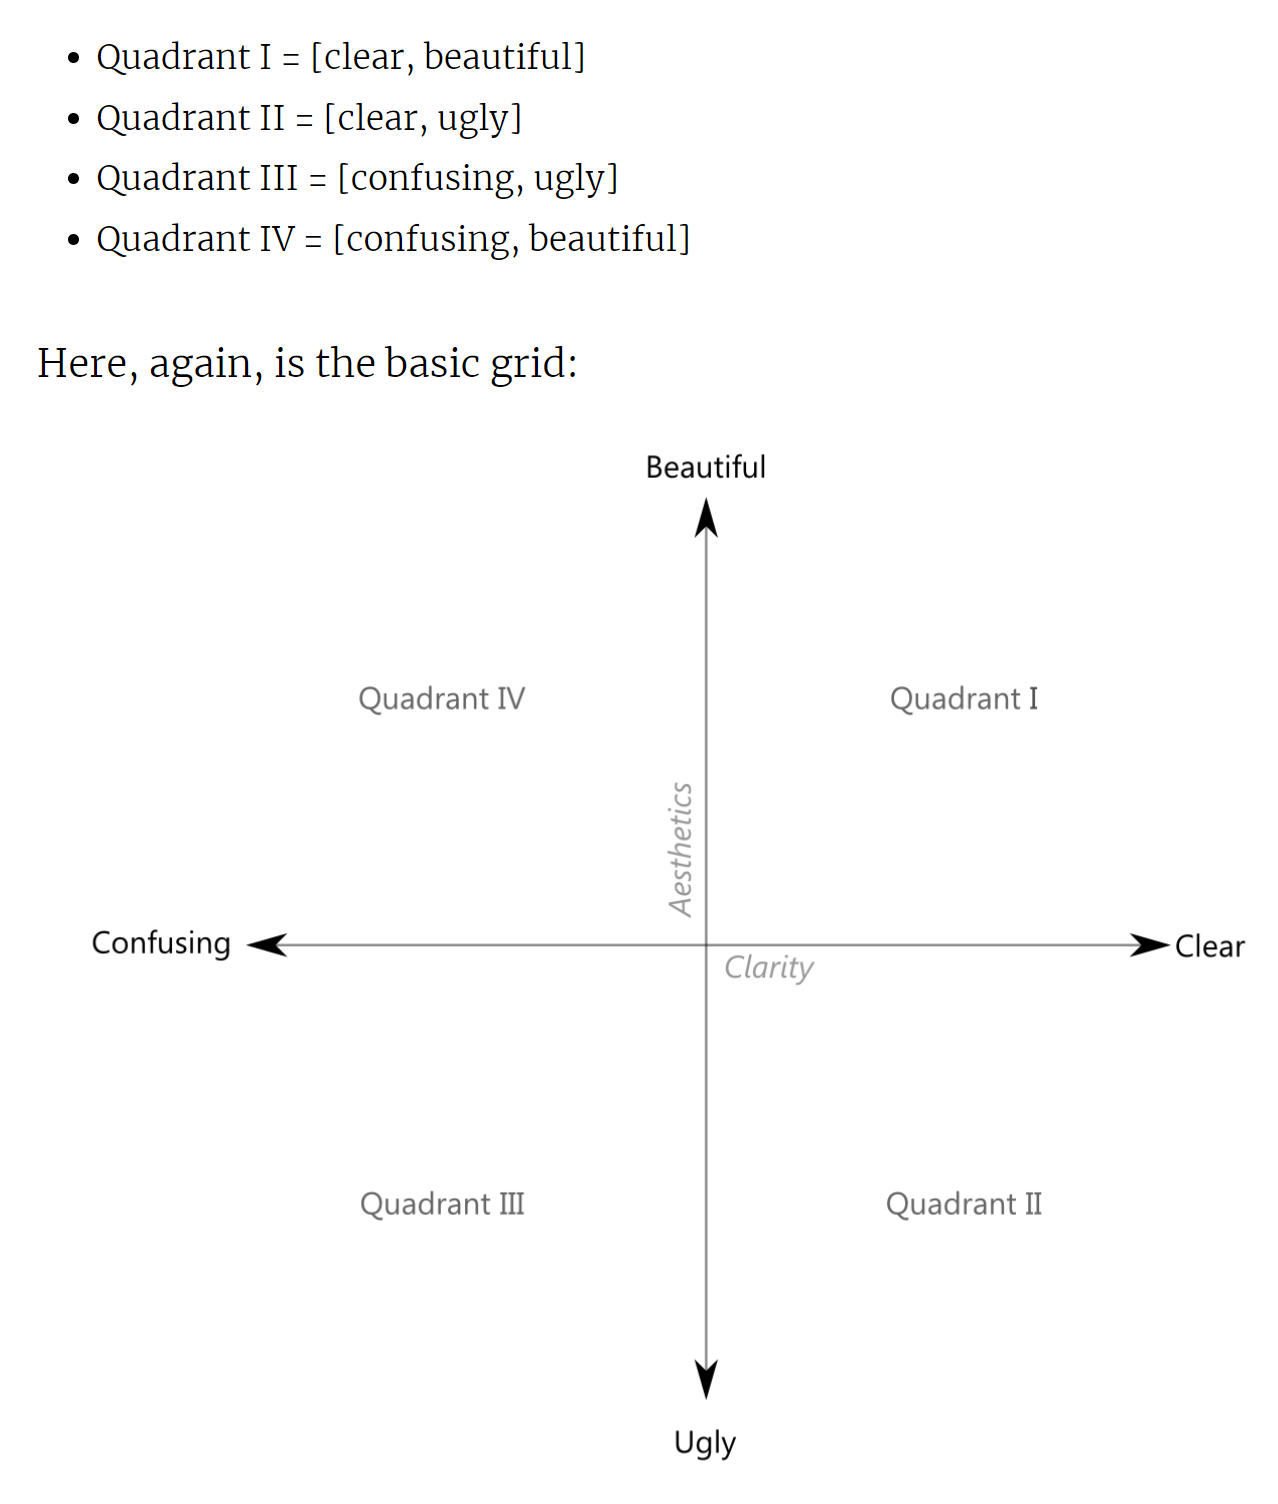 • Quadrant I = [clear, beautiful]
• Quadrant II = [clear, ugly]
• Quadrant III = [confusing, ugly]
• Quadrant IV = [confusing, beautiful]
Here, again, is the basic grid:
Beautiful
Quadrant IV
Quadrant I
Aesthetics
Confusing
Clear
Clarity
Quadrant III
Quadrant II
Ugly